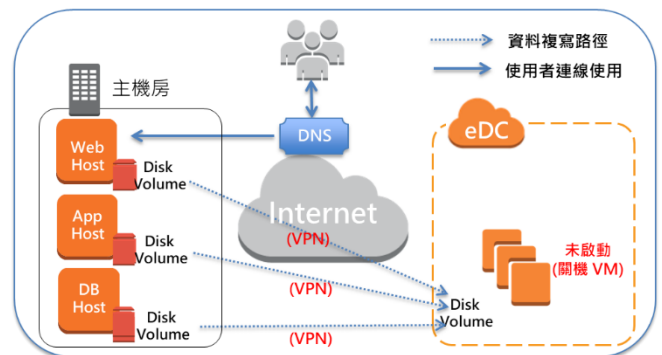 資料複寫路徑
使用者連線使用
主機房
DNS
eDC
Web
Host
Disk
Volume
Internet
(VPN)
App
Host
Disk
Volume
未啟動
(關機 VM)
(VPN)
DB
Host
Disk
Volume
Disk
Volume
(VPN)